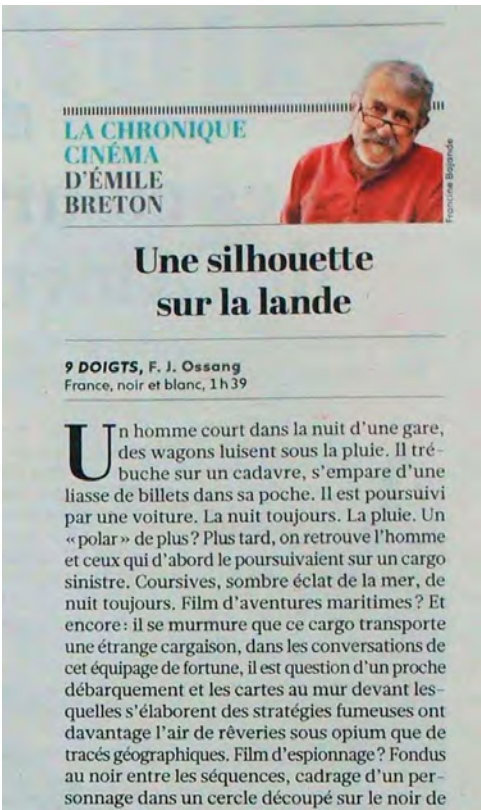 LA CHRONIQUE
CINÉMA
D'ÉMILE
BRETON
Francine Bajande
Une silhouette
sur la lande
9 DOIGTS, F. J. Ossang
France, noir et blanc, 1 h 39
Un homme court dans la nuit d'une gare,
des wagons luisent sous la pluie. Il tré-
buche sur un cadavre, s'empare d'une
liasse de billets dans sa poche. Il est poursuivi
par une voiture. La nuit toujours. La pluie. Un
«polar» de plus? Plus tard, on retrouve l'homme
et ceux qui d'abord le poursuivaient sur un cargo
sinistre. Coursives, sombre éclat de la mer, de
nuit toujours. Film d'aventures maritimes? Et
encore: il se murmure que ce cargo transporte
une étrange cargaison, dans les conversations de
cet équipage de fortune, il est question d'un proche
débarquement et les cartes au mur devant les-
quelles s'élaborent des stratégies fumeuses ont
davantage l'air de rêveries sous opium que de
tracés géographiques. Film d'espionnage? Fondus
au noir entre les séquences, cadrage d'un per-
sonnage dans un cercle découpé sur le noir de